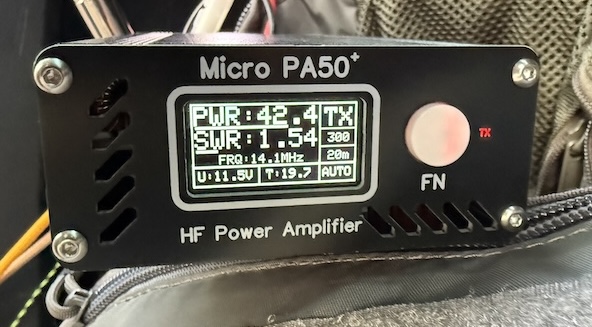 Micro PA50+
PWR:42.4 TX
SWR:1.54 300
FRQ:14.1MHz 20m
U:11.5V T:19.7 AUTO
TX
FN
HF Power Amplifier